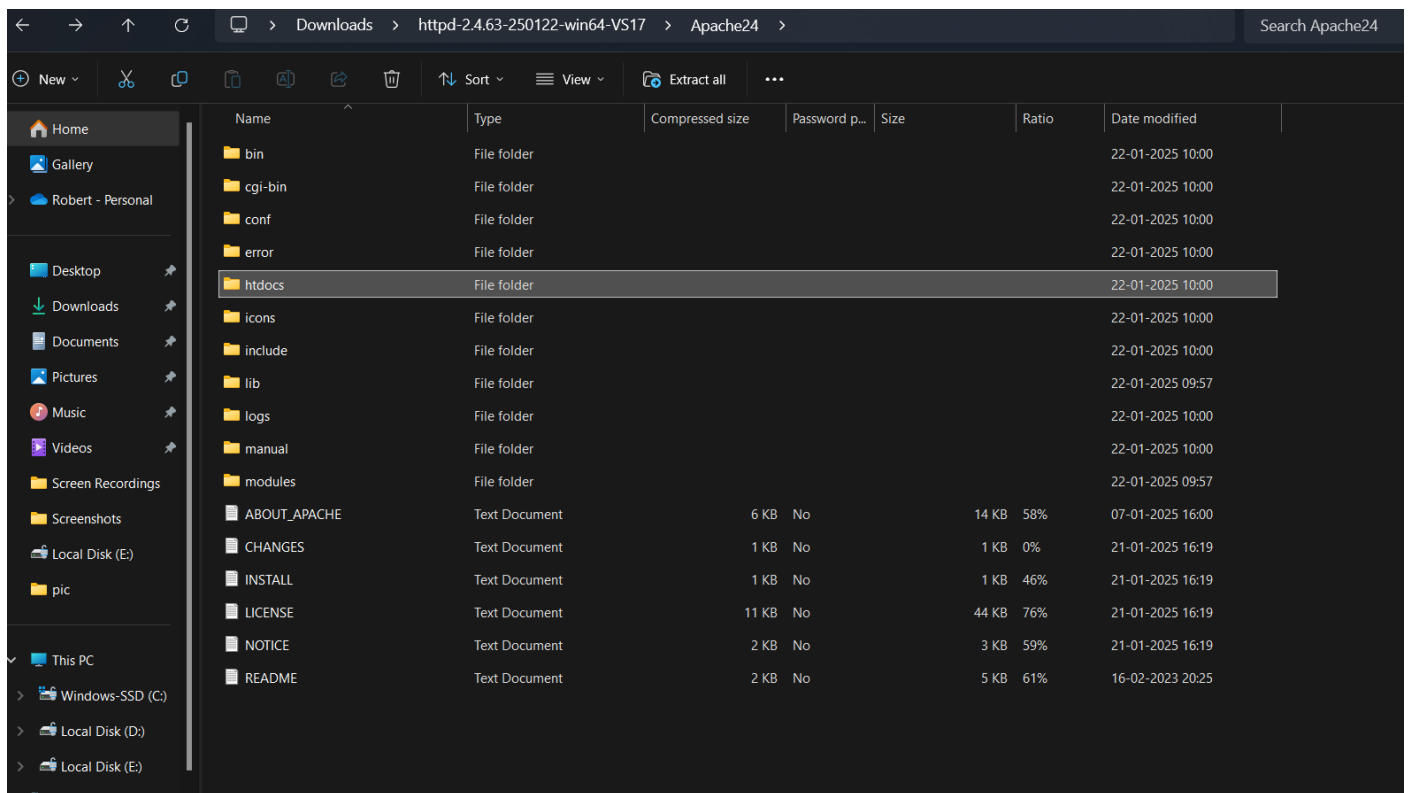 Downloads > httpd-2.4.63-250122-win64-VS17 > Apache24 > Search Apache24
New Sort View Extract all ...
Name Type Compressed size Password p... Size Ratio Date modified
Home
Gallery
Robert - Personal
Desktop
Downloads
Documents
Pictures
Music
Videos
Screen Recordings
Screenshots
Local Disk (E:)
pic
This PC
Windows-SSD (C:)
Local Disk (D:)
Local Disk (E:)
bin File folder 22-01-2025 10:00
cgi-bin File folder 22-01-2025 10:00
conf File folder 22-01-2025 10:00
error File folder 22-01-2025 10:00
htdocs File folder 22-01-2025 10:00
icons File folder 22-01-2025 10:00
include File folder 22-01-2025 10:00
lib File folder 22-01-2025 09:57
logs File folder 22-01-2025 10:00
manual File folder 22-01-2025 10:00
modules File folder 22-01-2025 09:57
ABOUT_APACHE Text Document 6 KB No 14 KB 58% 07-01-2025 16:00
CHANGES Text Document 1 KB No 1 KB 0% 21-01-2025 16:19
INSTALL Text Document 1 KB No 1 KB 46% 21-01-2025 16:19
LICENSE Text Document 11 KB No 44 KB 76% 21-01-2025 16:19
NOTICE Text Document 2 KB No 3 KB 59% 21-01-2025 16:19
README Text Document 2 KB No 5 KB 61% 16-02-2023 20:25